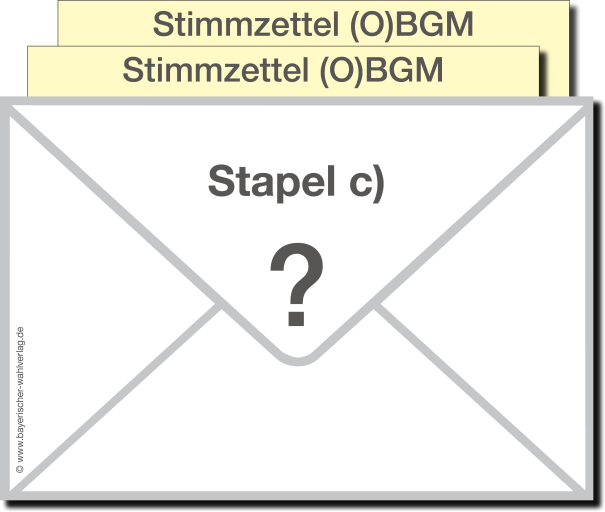 Stimmzettel (O)BGM
Stimmzettel (O)BGM
Stapel c)
?
© www.bayerischer-wahlverlag.de